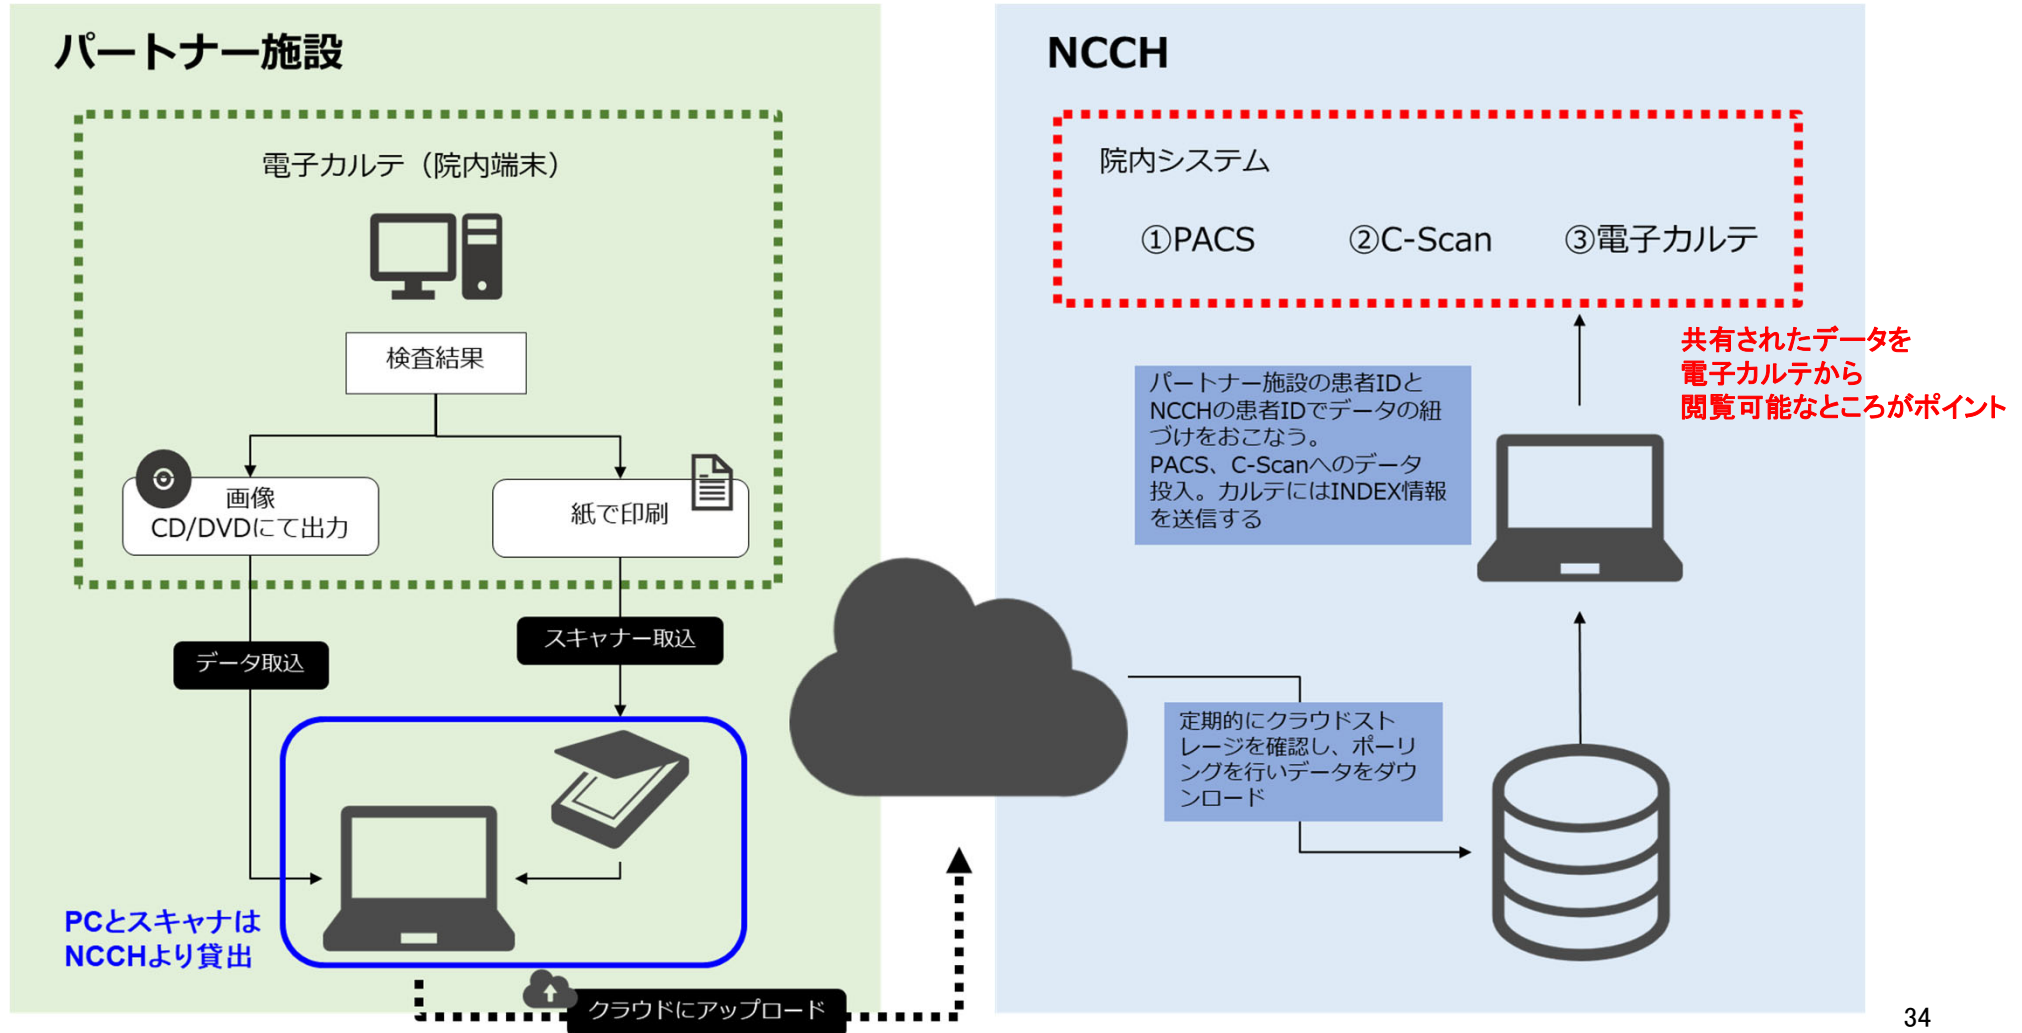 パートナー施設
電子カルテ（院内端末）
検査結果
画像
CD/DVDにて出力
紙で印刷
データ取込
スキャナー取込
PCとスキャナは
NCCHより貸出
クラウドにアップロード
NCCH
院内システム
①PACS
②C-Scan
③電子カルテ
共有されたデータを
電子カルテから
閲覧可能なところがポイント
パートナー施設の患者IDと
NCCHの患者IDでデータの紐
づけをおこなう。
PACS、C-Scanへのデータ
投入。カルテにはINDEX情報
を送信する
定期的にクラウドスト
レージを確認し、ポーリ
ングを行いデータをダウ
ンロード
34